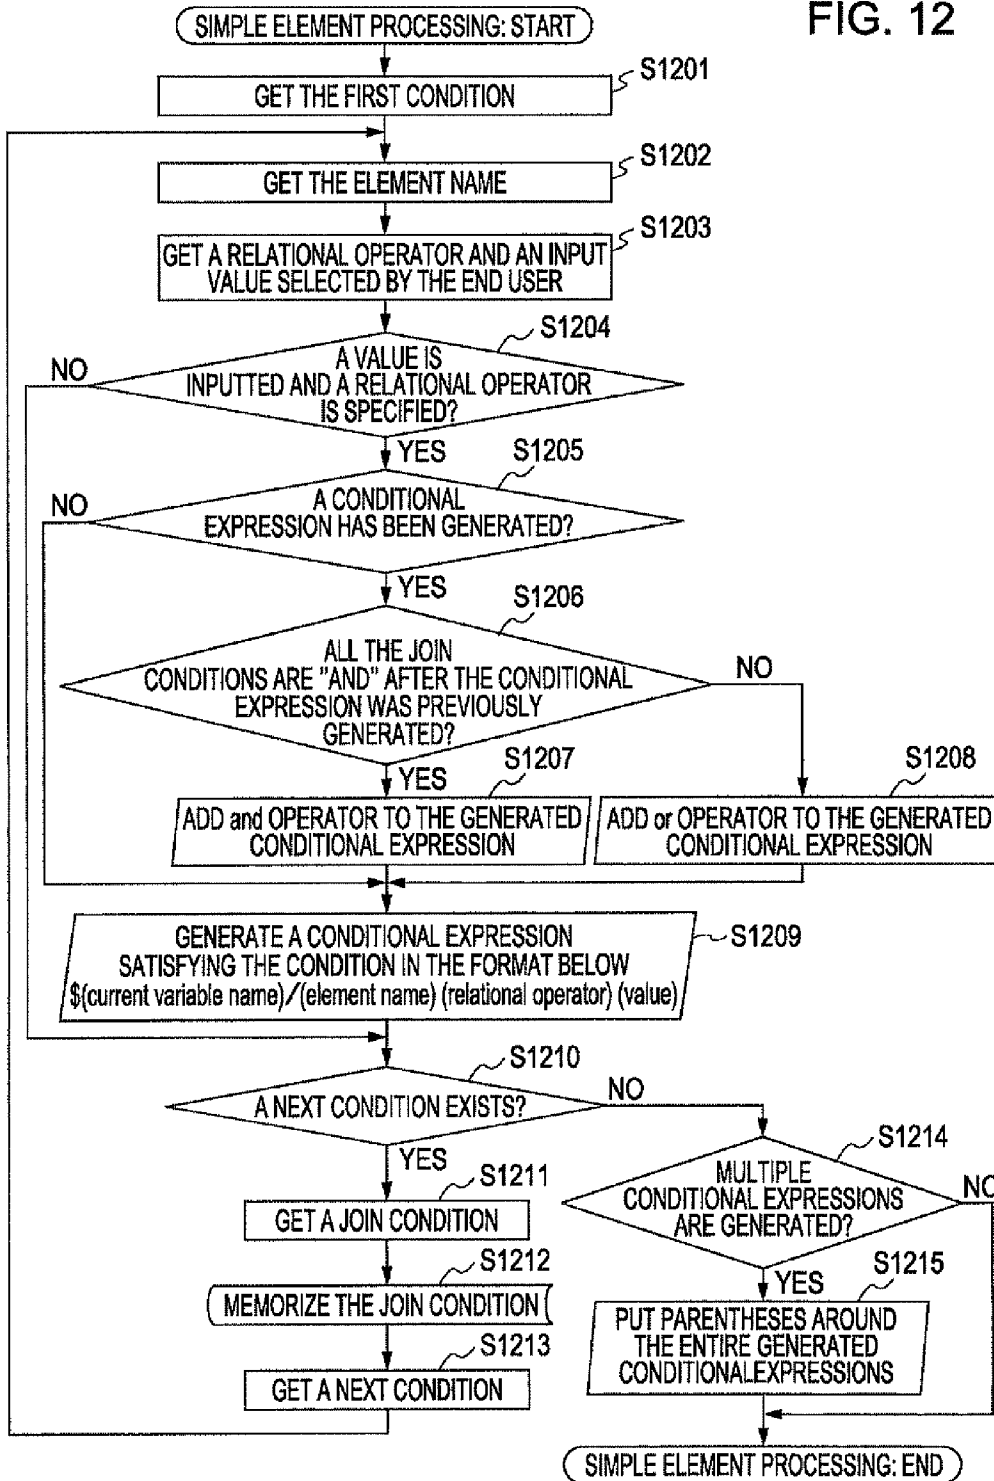 FIG. 12
SIMPLE ELEMENT PROCESSING: START
S1201
GET THE FIRST CONDITION
S1202
GET THE ELEMENT NAME
S1203
GET A RELATIONAL OPERATOR AND AN INPUT
VALUE SELECTED BY THE END USER
S1204
NO
A VALUE IS
INPUTTED AND A RELATIONAL OPERATOR
IS SPECIFIED?
YES
S1205
NO
A CONDITIONAL
EXPRESSION HAS BEEN GENERATED?
YES
S1206
ALL THE JOIN
CONDITIONS ARE "AND" AFTER THE CONDITIONAL
EXPRESSION WAS PREVIOUSLY
GENERATED?
NO
YES
S1207
S1208
ADD and OPERATOR TO THE GENERATED
CONDITIONAL EXPRESSION
ADD or OPERATOR TO THE GENERATED
CONDITIONAL EXPRESSION
GENERATE A CONDITIONAL EXPRESSION
SATISFYING THE CONDITION IN THE FORMAT BELOW
$(current variable name)/(element name) (relational operator) (value)
S1209
S1210
A NEXT CONDITION EXISTS?
NO
YES
S1211
GET A JOIN CONDITION
S1212
MEMORIZE THE JOIN CONDITION
S1213
GET A NEXT CONDITION
S1214
MULTIPLE
CONDITIONAL EXPRESSIONS
ARE GENERATED?
NO
YES
S1215
PUT PARENTHESES AROUND
THE ENTIRE GENERATED
CONDITIONALEXPRESSIONS
SIMPLE ELEMENT PROCESSING: END